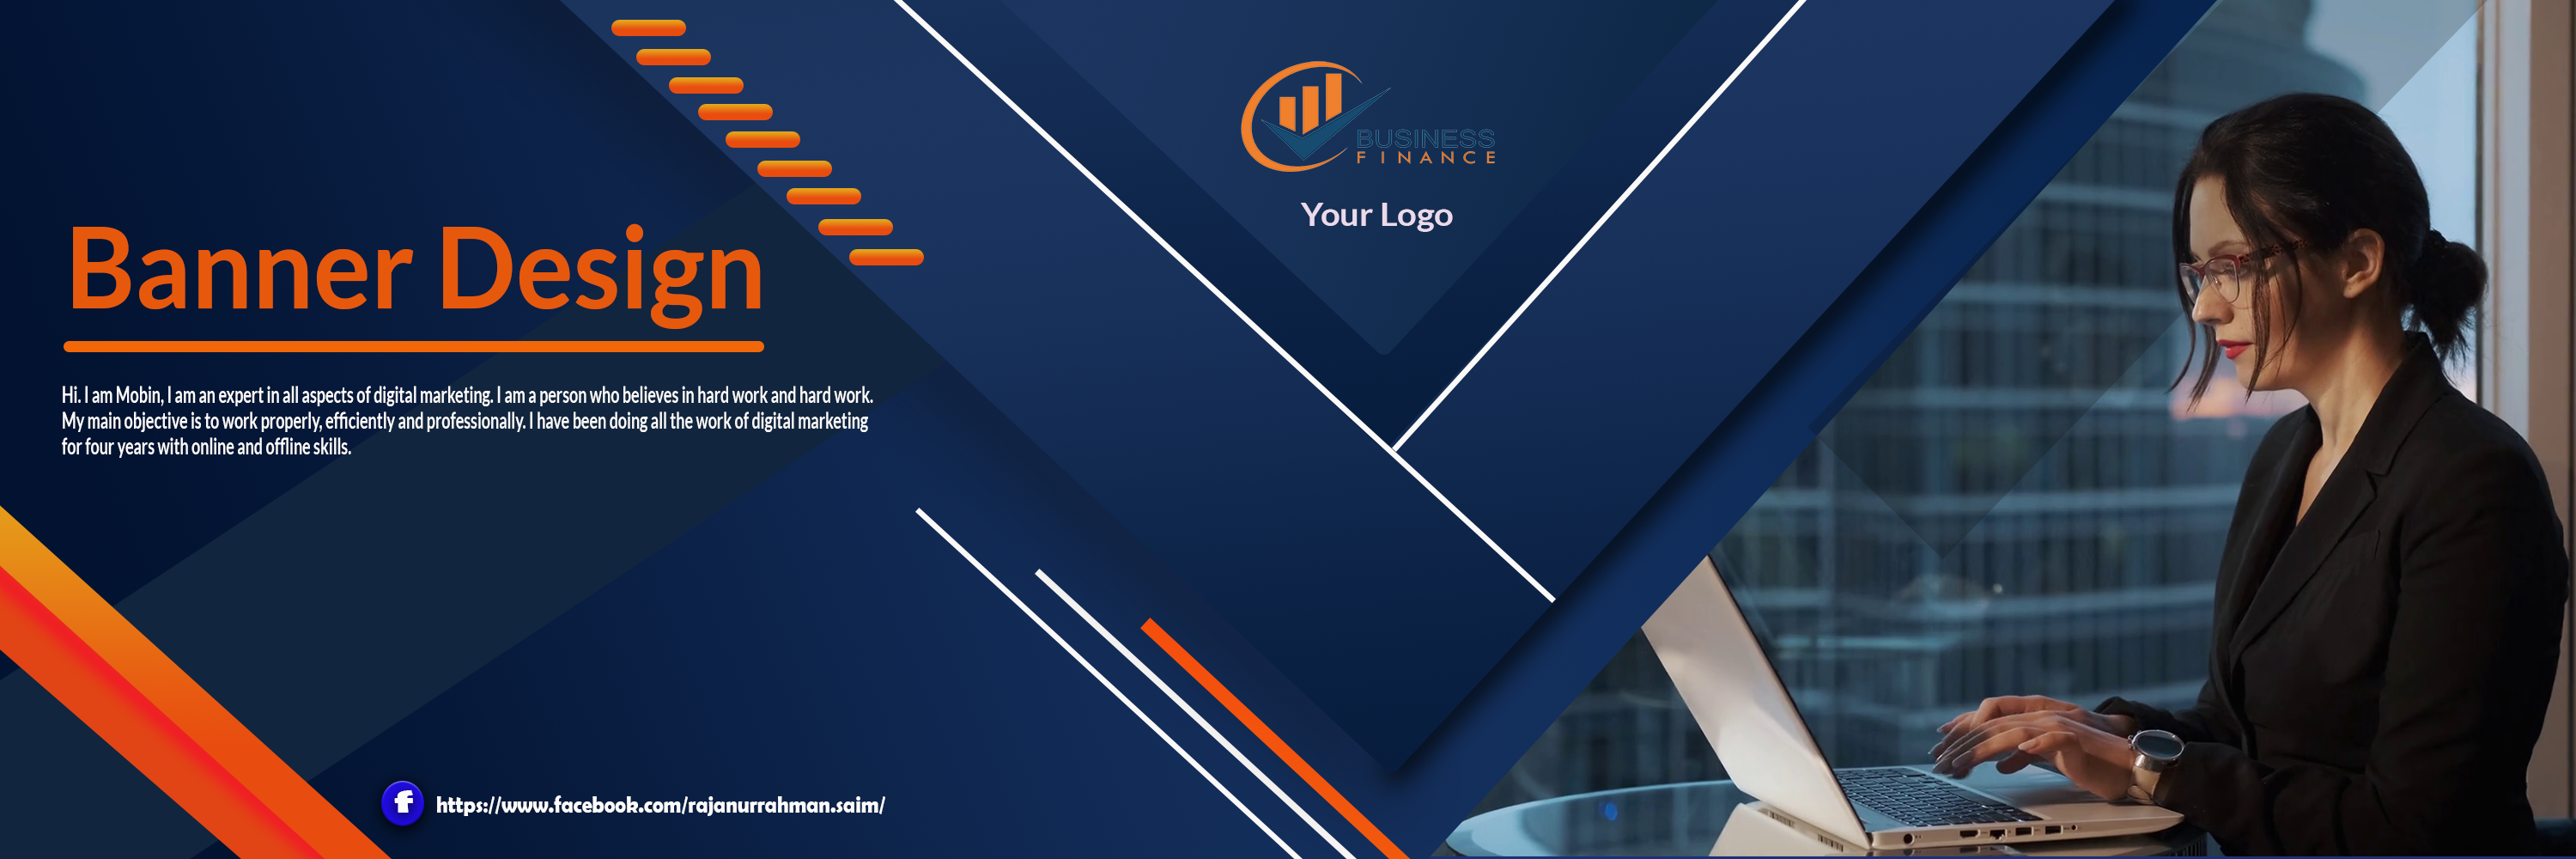 BUSINESS
FINANCE
Your Logo
Banner Design
Hi. I am Mobin, I am an expert in all aspects of digital marketing. I am a person who believes in hard work and hard work.
My main objective is to work properly, efficiently and professionally. I have been doing all the work of digital marketing
for four years with online and offline skills.
f https://www.facebook.com/rajanurrahman.saim/